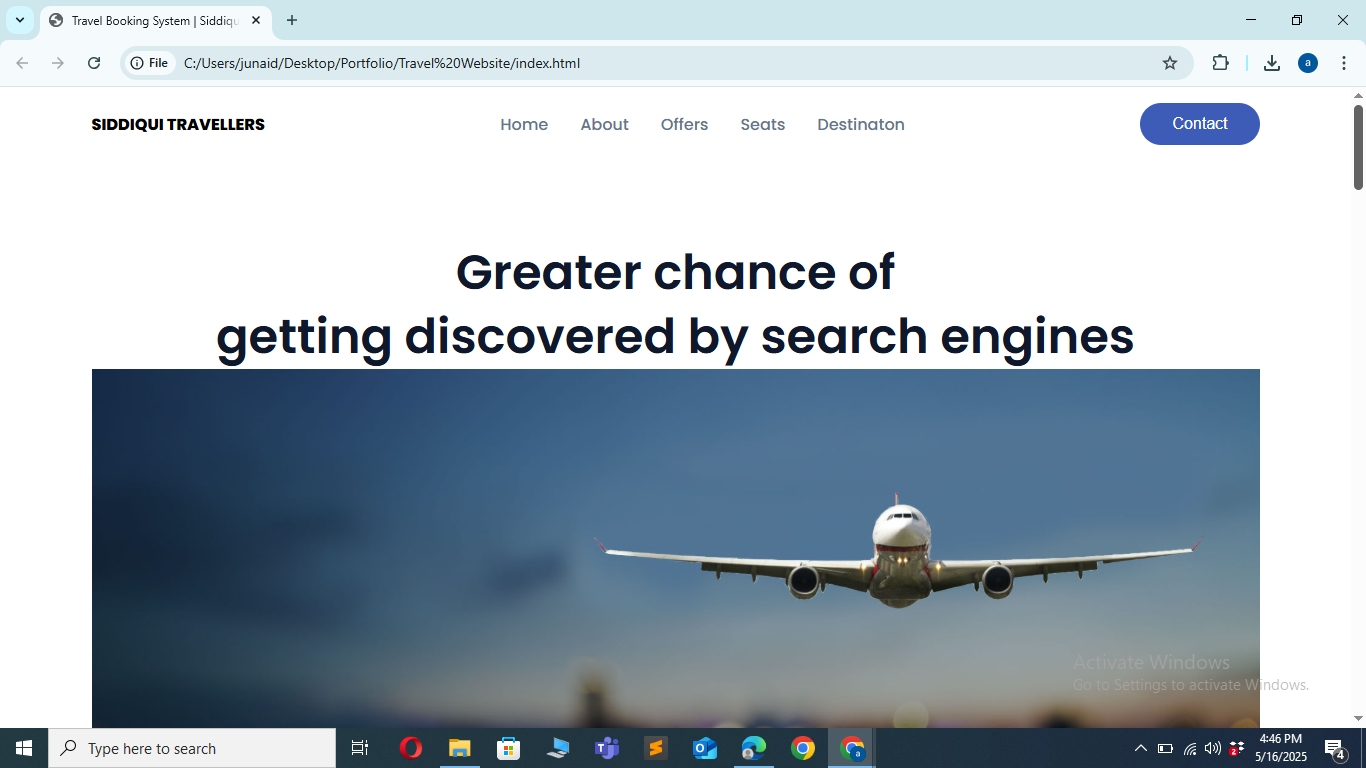 Travel Booking System | Siddiqu
File
C:/Users/junaid/Desktop/Portfolio/Travel%20Website/index.html
a
SIDDIQUI TRAVELLERS
Home
About
Offers
Seats
Destinaton
Contact
Greater chance of
getting discovered by search engines
Activate Windows
Go to Settings to activate Windows.
Type here to search
4:46 PM
5/16/2025
4